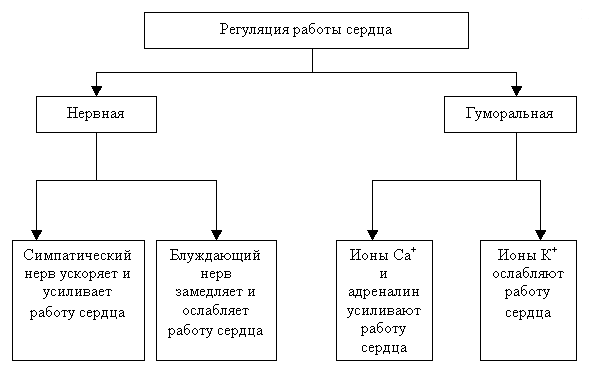 Регуляция работы сердца
Нервная
Гуморальная
Симпатический
нерв ускоряет и
усиливает
работу сердца
Блуждающий
нерв
замедляет и
ослабляет
работу сердца
Ионы Ca⁺
и
адреналин
усиливают
работу
сердца
Ионы К⁺
ослабляют
работу
сердца